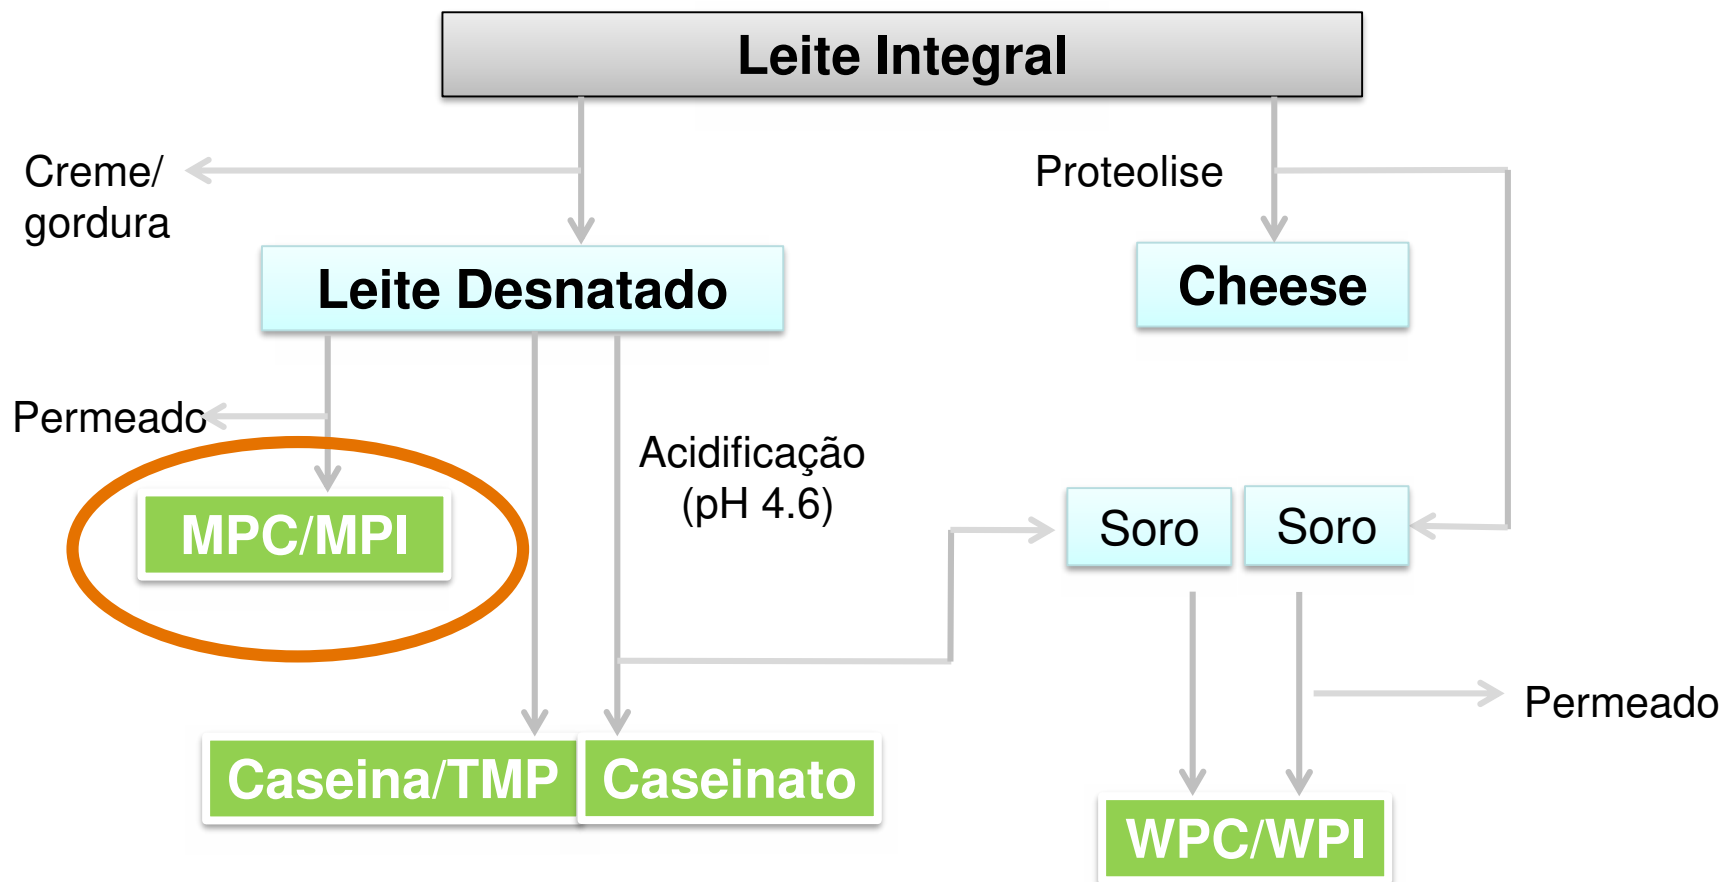 Leite Integral
Creme/
gordura
Proteolise
Leite Desnatado
Cheese
Permeado
Acidificação
(pH 4.6)
MPC/MPI
Soro
Soro
Permeado
Caseina/TMP
Caseinato
WPC/WPI